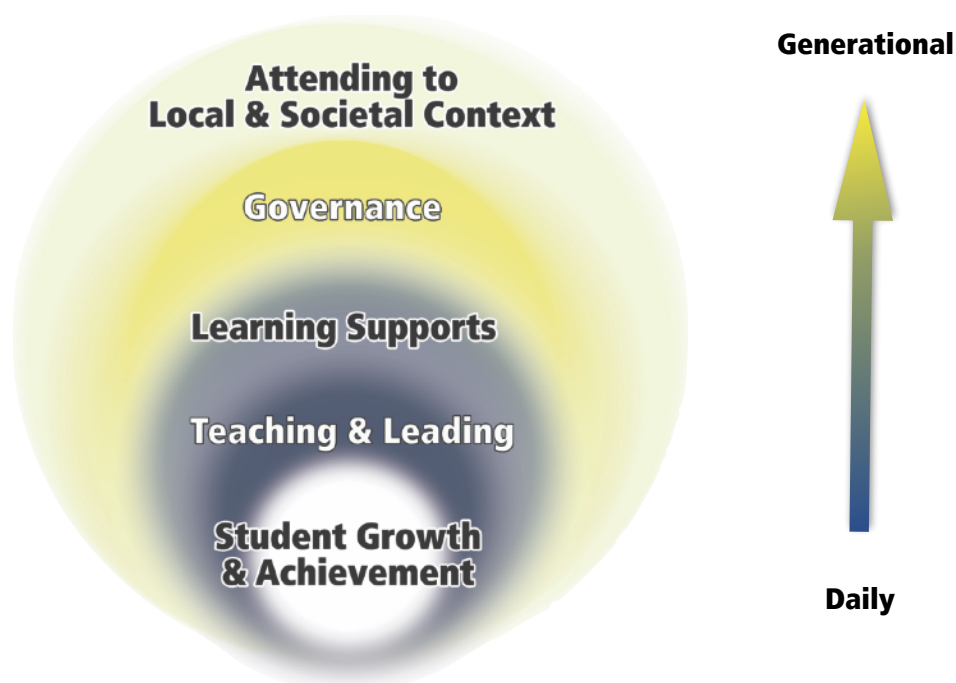 Generational
Attending to
Local & Societal Context
Governance
Learning Supports
Teaching & Leading
Student Growth
& Achievement
Daily